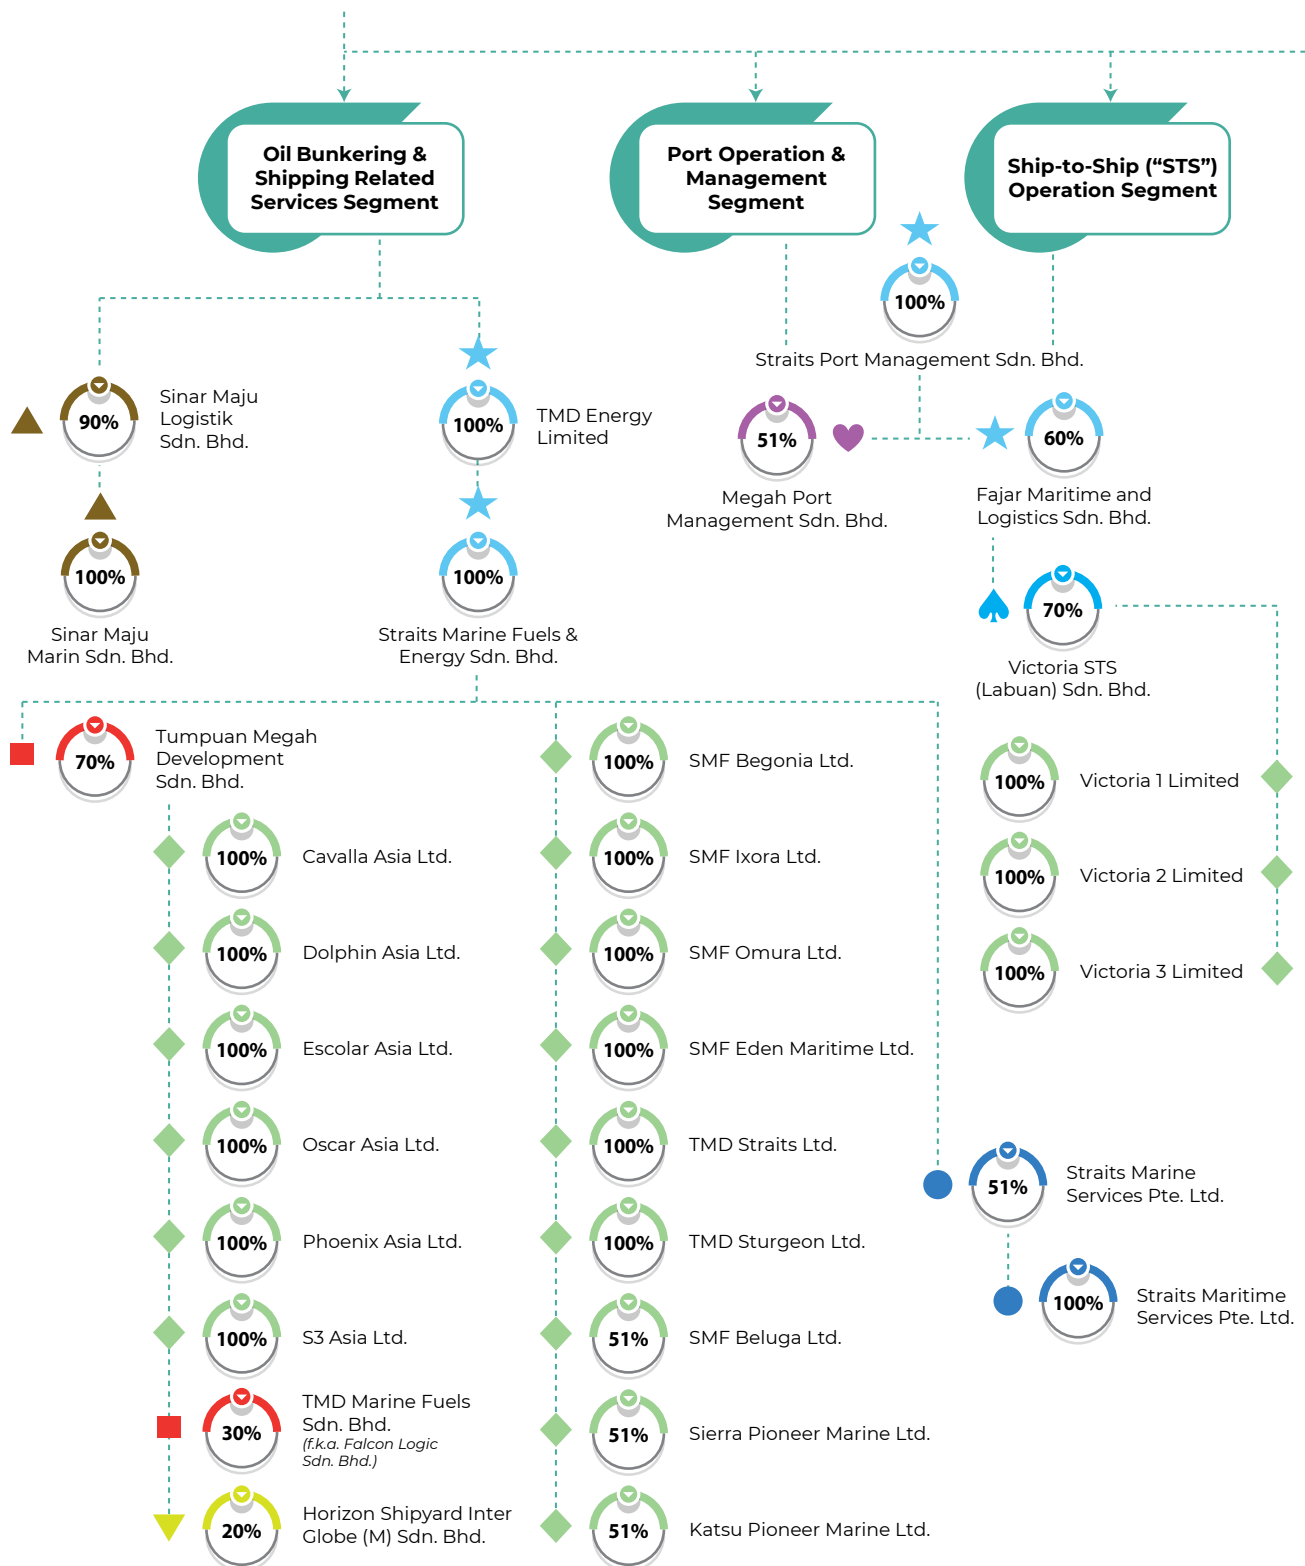 Oil Bunkering &
Shipping Related
Services Segment
Port Operation &
Management
Segment
Ship-to-Ship (“STS”)
Operation Segment
100%
Straits Port Management Sdn. Bhd.
90%
Sinar Maju
Logistik
Sdn. Bhd.
100%
TMD Energy
Limited
51%
Megah Port
Management Sdn. Bhd.
60%
Fajar Maritime and
Logistics Sdn. Bhd.
100%
Sinar Maju
Marin Sdn. Bhd.
100%
Straits Marine Fuels &
Energy Sdn. Bhd.
70%
Victoria STS
(Labuan) Sdn. Bhd.
70%
Tumpuan Megah
Development
Sdn. Bhd.
100%
Cavalla Asia Ltd.
100%
Dolphin Asia Ltd.
100%
Escolar Asia Ltd.
100%
Oscar Asia Ltd.
100%
Phoenix Asia Ltd.
100%
S3 Asia Ltd.
30%
TMD Marine Fuels
Sdn. Bhd.
(f.k.a. Falcon Logic
Sdn. Bhd.)
20%
Horizon Shipyard Inter
Globe (M) Sdn. Bhd.
100%
SMF Begonia Ltd.
100%
SMF Ixora Ltd.
100%
SMF Omura Ltd.
100%
SMF Eden Maritime Ltd.
100%
TMD Straits Ltd.
100%
TMD Sturgeon Ltd.
51%
SMF Beluga Ltd.
51%
Sierra Pioneer Marine Ltd.
51%
Katsu Pioneer Marine Ltd.
100%
Victoria 1 Limited
100%
Victoria 2 Limited
100%
Victoria 3 Limited
51%
Straits Marine
Services Pte. Ltd.
100%
Straits Maritime
Services Pte. Ltd.